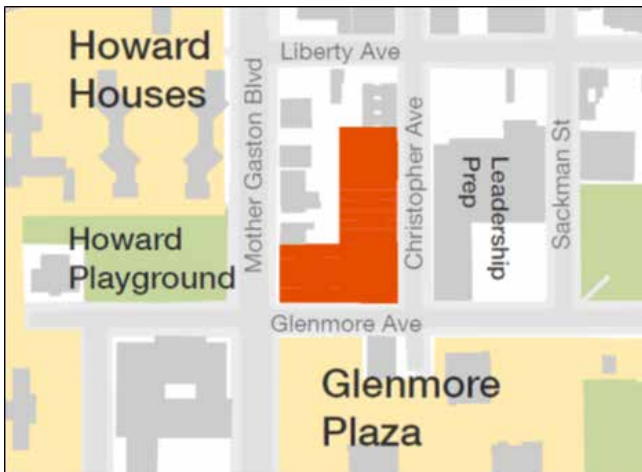 Howard
Houses
Liberty Ave
Mother Gaston Blvd
Christopher Ave
Leadership
Prep
Sackman St
Howard
Playground
Glenmore Ave
Glenmore
Plaza